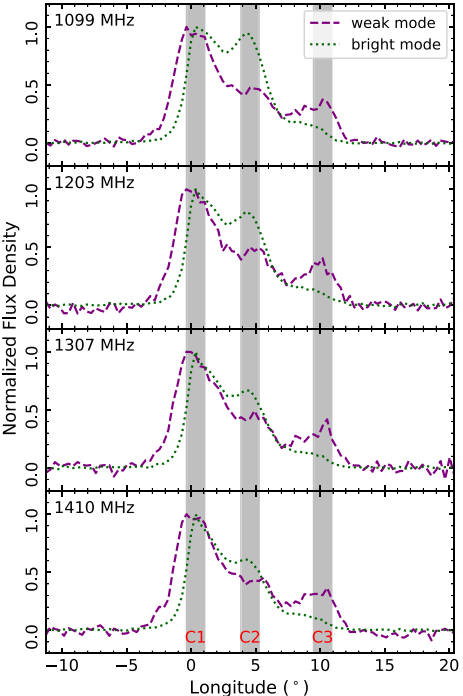 1099 MHz
weak mode
bright mode
1.0
0.5
0.0
1203 MHz
1.0
0.5
0.0
Normalized Flux Density
1307 MHz
1.0
0.5
0.0
1410 MHz
1.0
0.5
0.0
C1 C2 C3
−10 −5 0 5 10 15 20
Longitude (°)